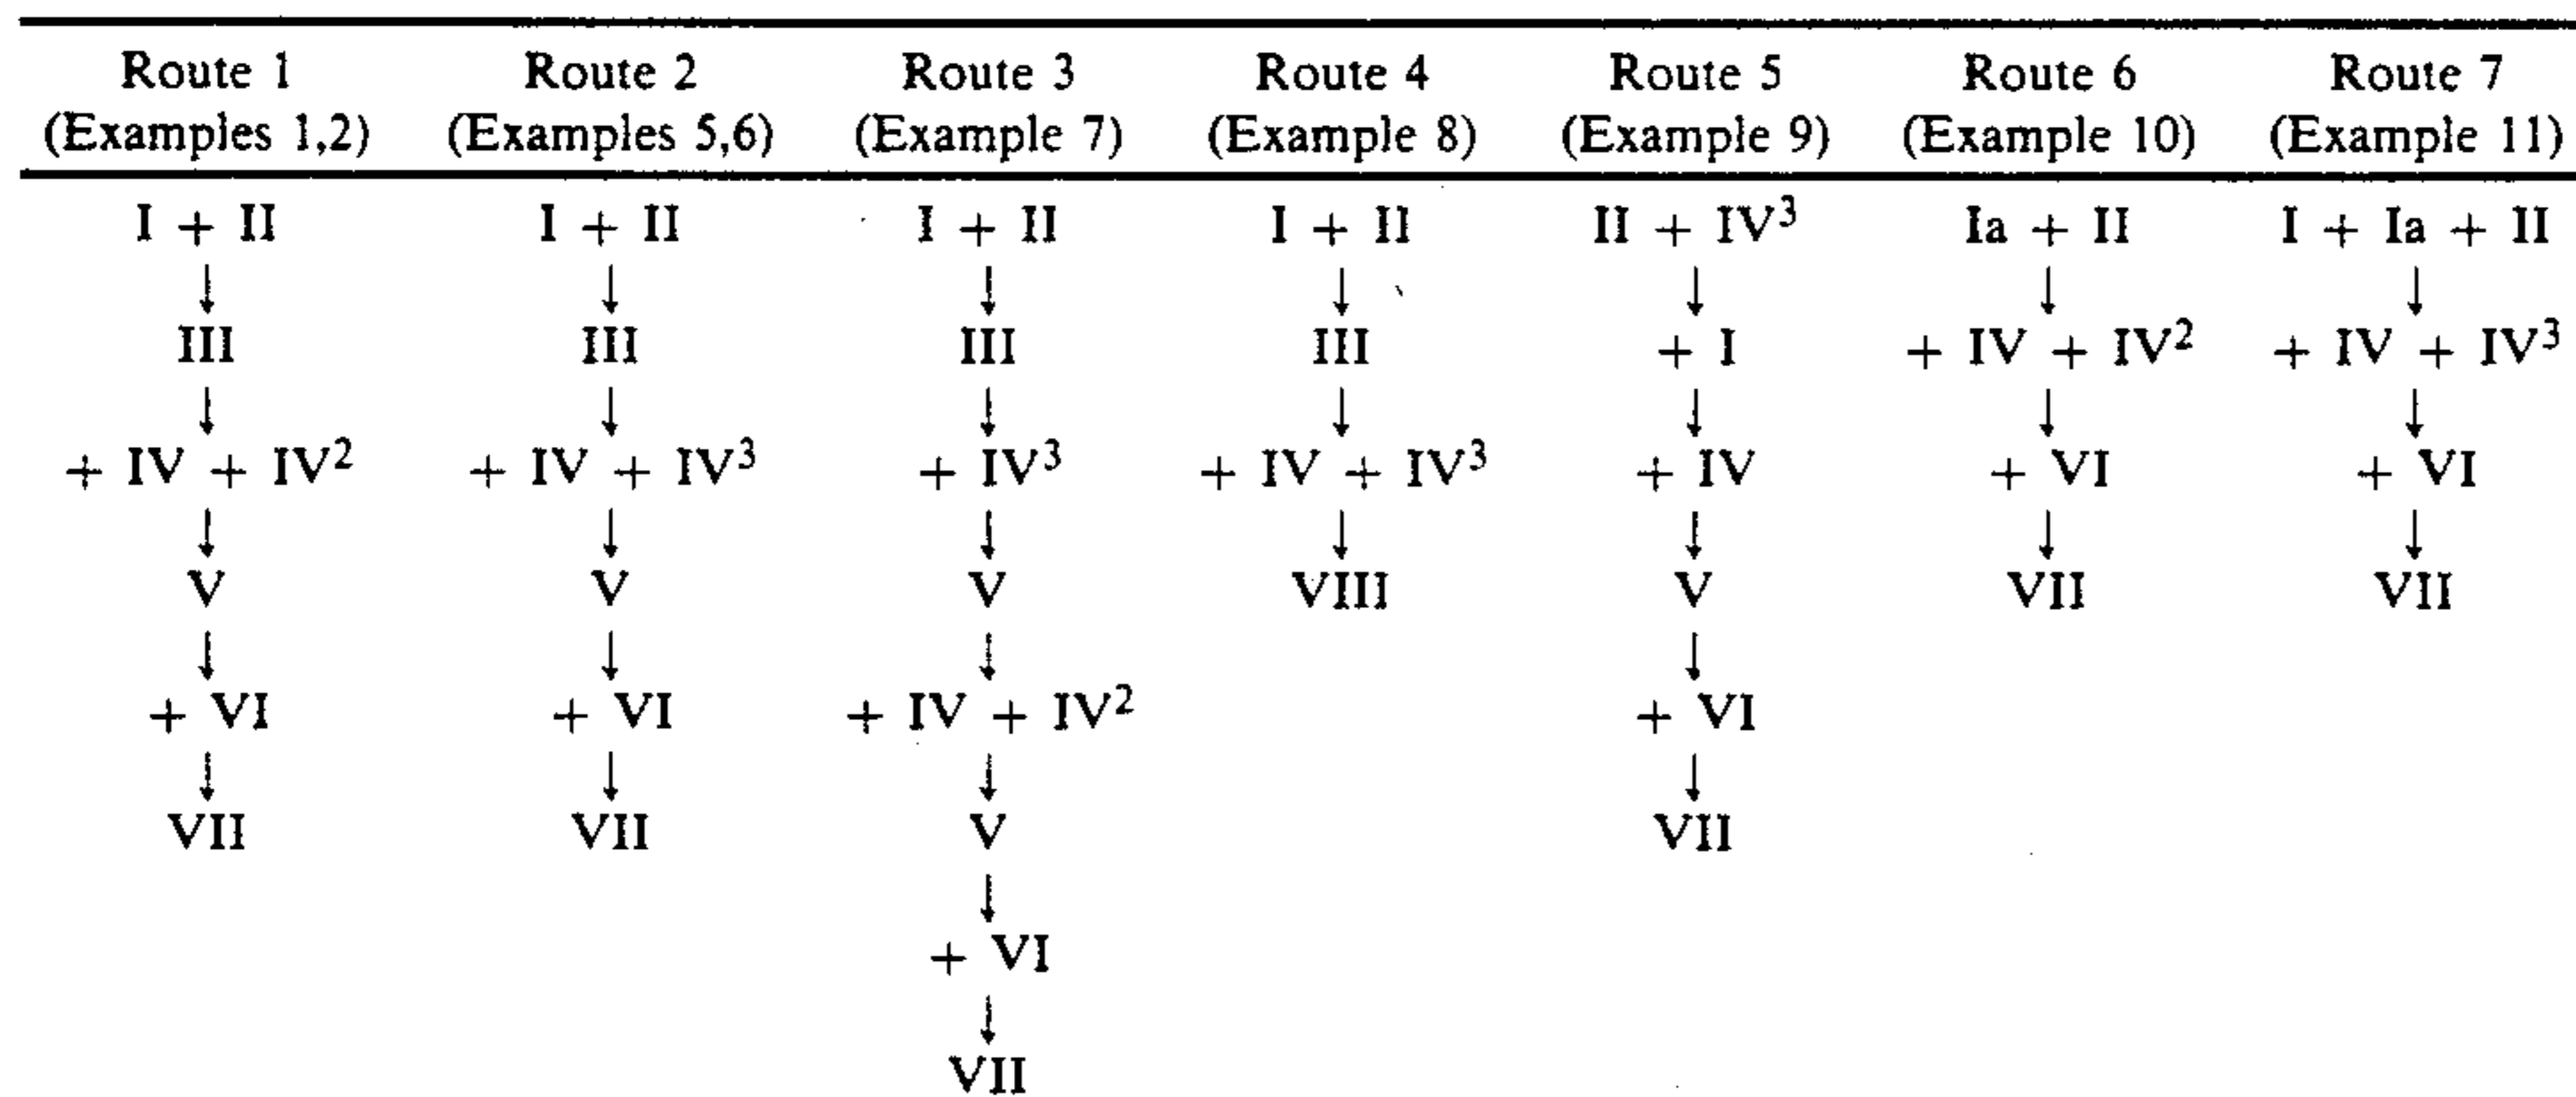 Route 1 Route 2 Route 3 Route 4 Route 5 Route 6 Route 7
(Examples 1,2) (Examples 5,6) (Example 7) (Example 8) (Example 9) (Example 10) (Example 11)
I + II I + II I + II I + II II + IV³ Ia + II I + Ia + II
↓ ↓ ↓ ↓ ↓ ↓ ↓
III III III III + I + IV + IV² + IV + IV³
↓ ↓ ↓ ↓ ↓ ↓ ↓
+ IV + IV² + IV + IV³ + IV³ + IV + IV³ + IV + VI + VI
↓ ↓ ↓ ↓ ↓ ↓ ↓
V V V VIII V VII VII
↓ ↓ ↓ ↓
+ VI + VI + IV + IV² + VI
↓ ↓ ↓ ↓
VII VII V VII
↓
+ VI
↓
VII